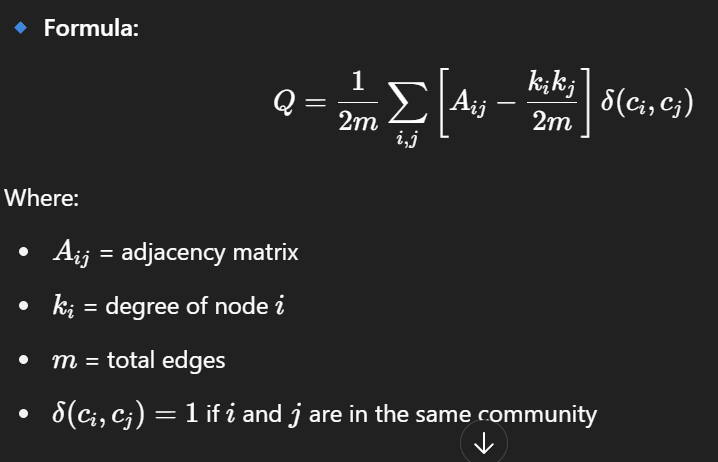 Formula:
Q = \frac{1}{2m} \sum_{i,j} \left[ A_{ij} - \frac{k_i k_j}{2m} \right] \delta(c_i, c_j)
Where:
• A_{ij} = adjacency matrix
• k_i = degree of node i
• m = total edges
• \delta(c_i, c_j) = 1 if i and j are in the same community